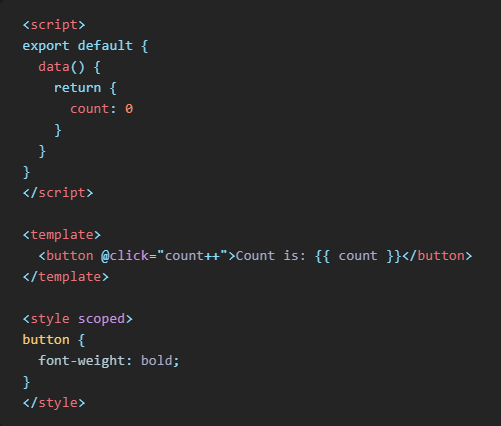 <script>
export default {
  data() {
    return {
      count: 0
    }
  }
}
</script>

<template>
  <button @click="count++">Count is: {{ count }}</button>
</template>

<style scoped>
button {
  font-weight: bold;
}
</style>